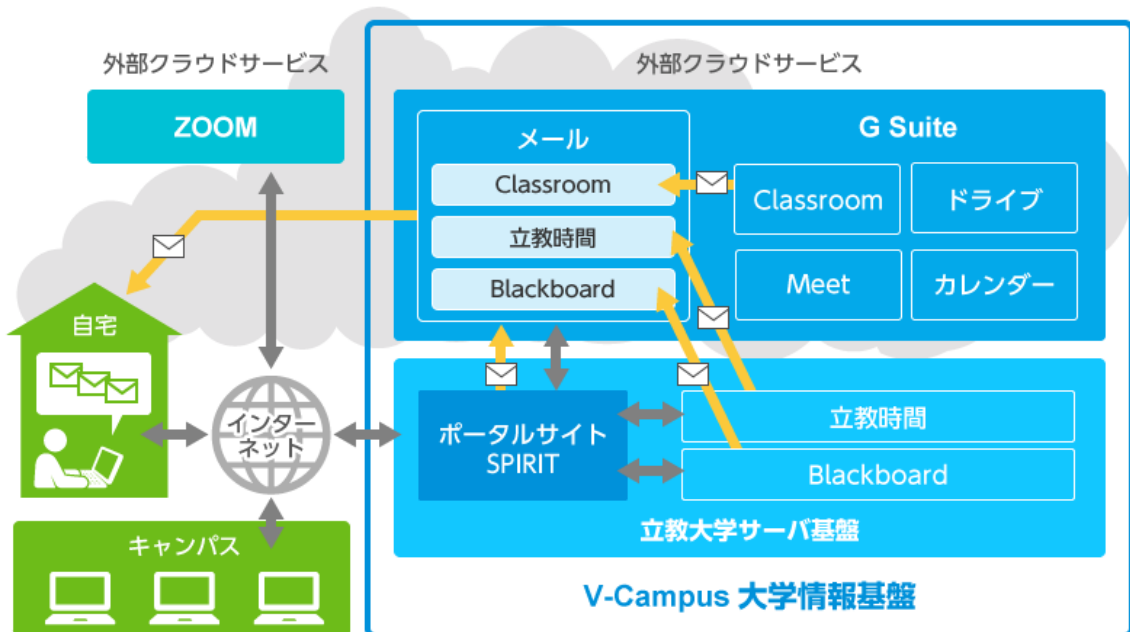 外部クラウドサービス
ZOOM
外部クラウドサービス
G Suite
メール
Classroom
立教時間
Blackboard
Classroom
ドライブ
Meet
カレンダー
自宅
インター
ネット
キャンパス
ポータルサイト
SPIRIT
立教時間
Blackboard
立教大学サーバ基盤
V-Campus 大学情報基盤